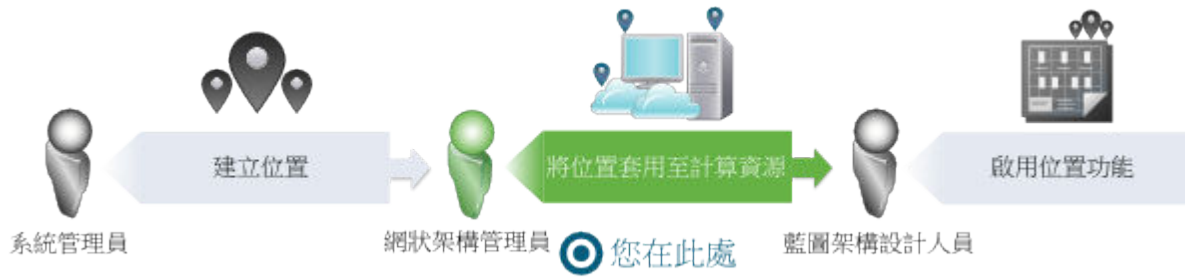 建立位置
將位置套用至計算資源
啟用位置功能
系統管理員
網狀架構管理員
您在此處
藍圖架構設計人員